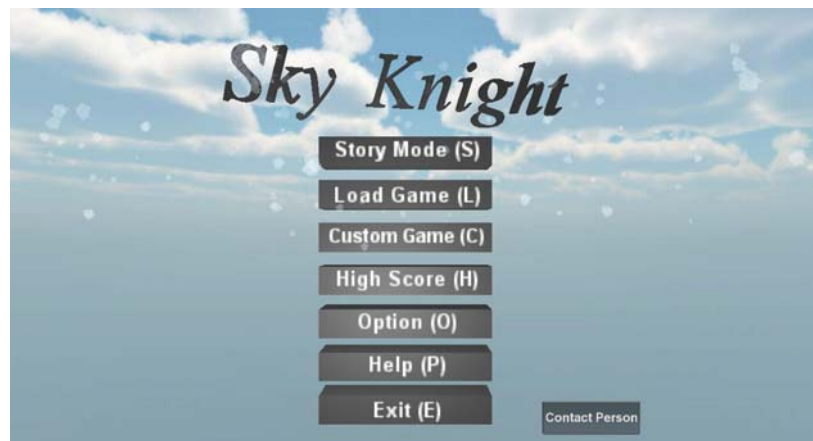 Sky Knight
Story Mode (S)
Load Game (L)
Custom Game (C)
High Score (H)
Option (O)
Help (P)
Exit (E)
Contact Person